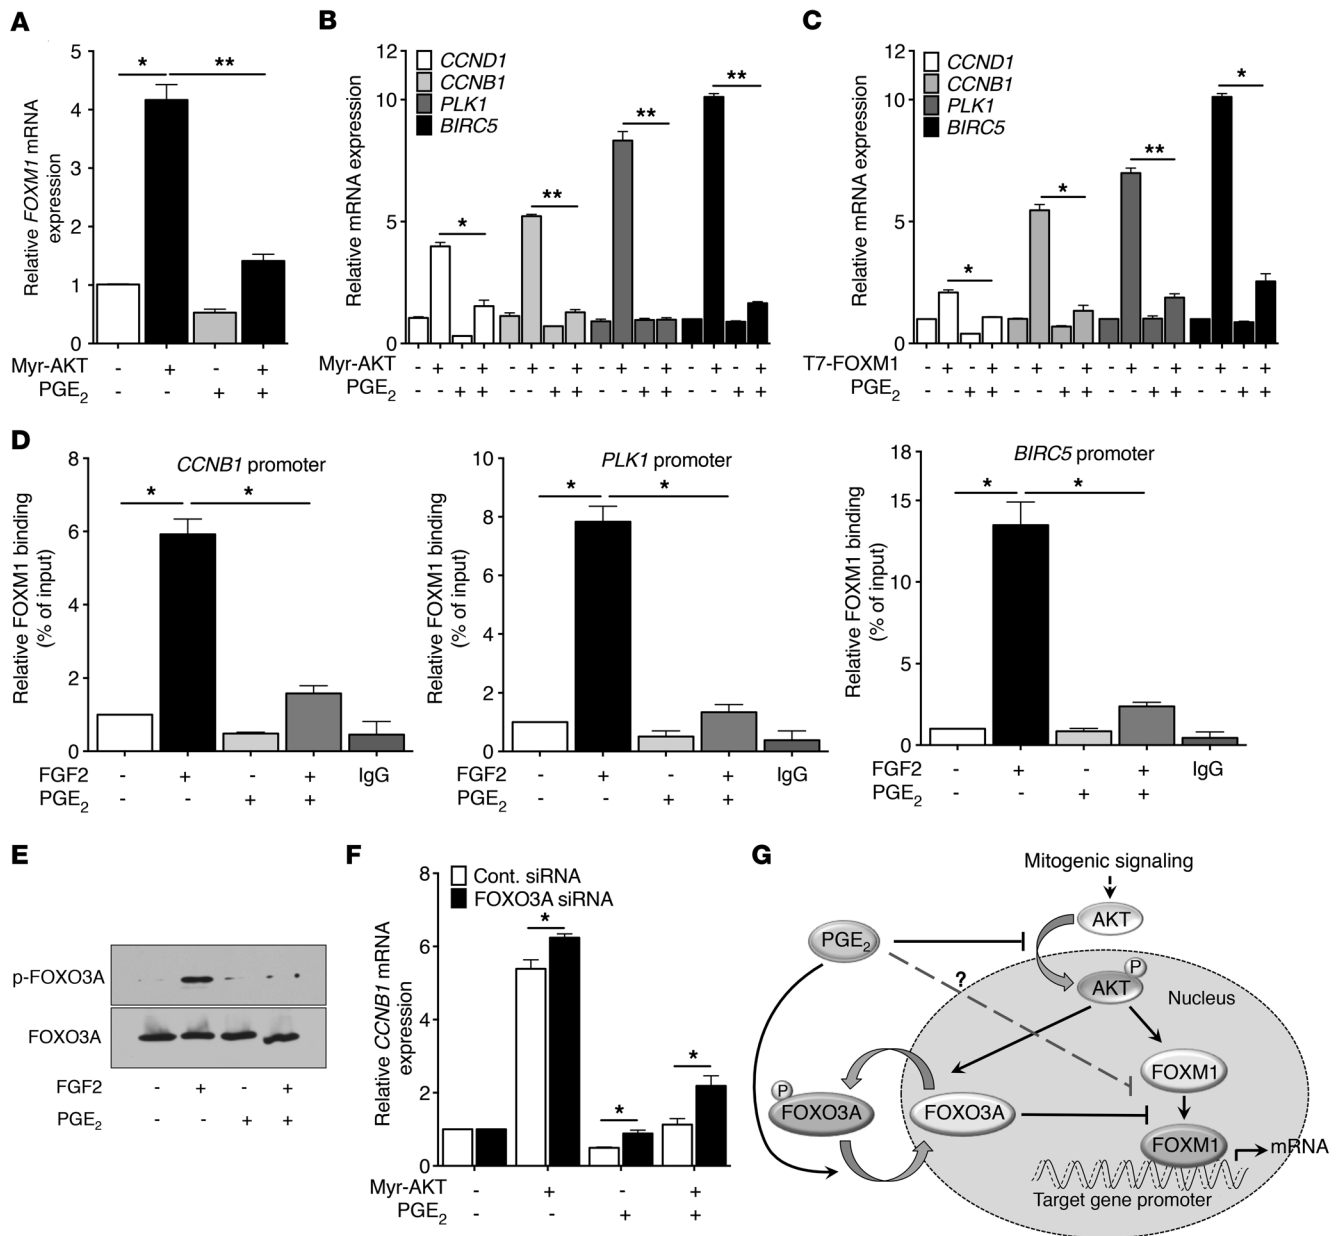 A
Relative FOXM1 mRNA
expression
5
4
3
2
1
0
* **
Myr-AKT - + - +
PGE2 - - + +
B
Relative mRNA expression
12
10
5
0
CCND1
CCNB1
PLK1
BIRC5
* ** ** **
Myr-AKT - + - + - + - + - + - + - + - +
PGE2 - - + + - - + + - - + + - - + +
C
Relative mRNA expression
12
10
5
0
CCND1
CCNB1
PLK1
BIRC5
* * ** *
T7-FOXM1 - + - + - + - + - + - + - + - +
PGE2 - - + + - - + + - - + + - - + +
D
CCNB1 promoter
Relative FOXM1 binding
(% of input)
8
6
4
2
0
* *
FGF2 - + - + IgG
PGE2 - - + +
PLK1 promoter
Relative FOXM1 binding
(% of input)
10
8
6
4
2
0
* *
FGF2 - + - + IgG
PGE2 - - + +
BIRC5 promoter
Relative FOXM1 binding
(% of input)
18
15
10
5
0
* *
FGF2 - + - + IgG
PGE2 - - + +
E
p-FOXO3A
FOXO3A
FGF2 - + - +
PGE2 - - + +
F
Relative CCNB1 mRNA
expression
8
6
4
2
0
Cont. siRNA
FOXO3A siRNA
* * *
Myr-AKT - + - +
PGE2 - - + +
G
Mitogenic signaling
AKT
PGE2
?
P
AKT
Nucleus
FOXM1
P
FOXO3A
FOXO3A
FOXM1
mRNA
Target gene promoter